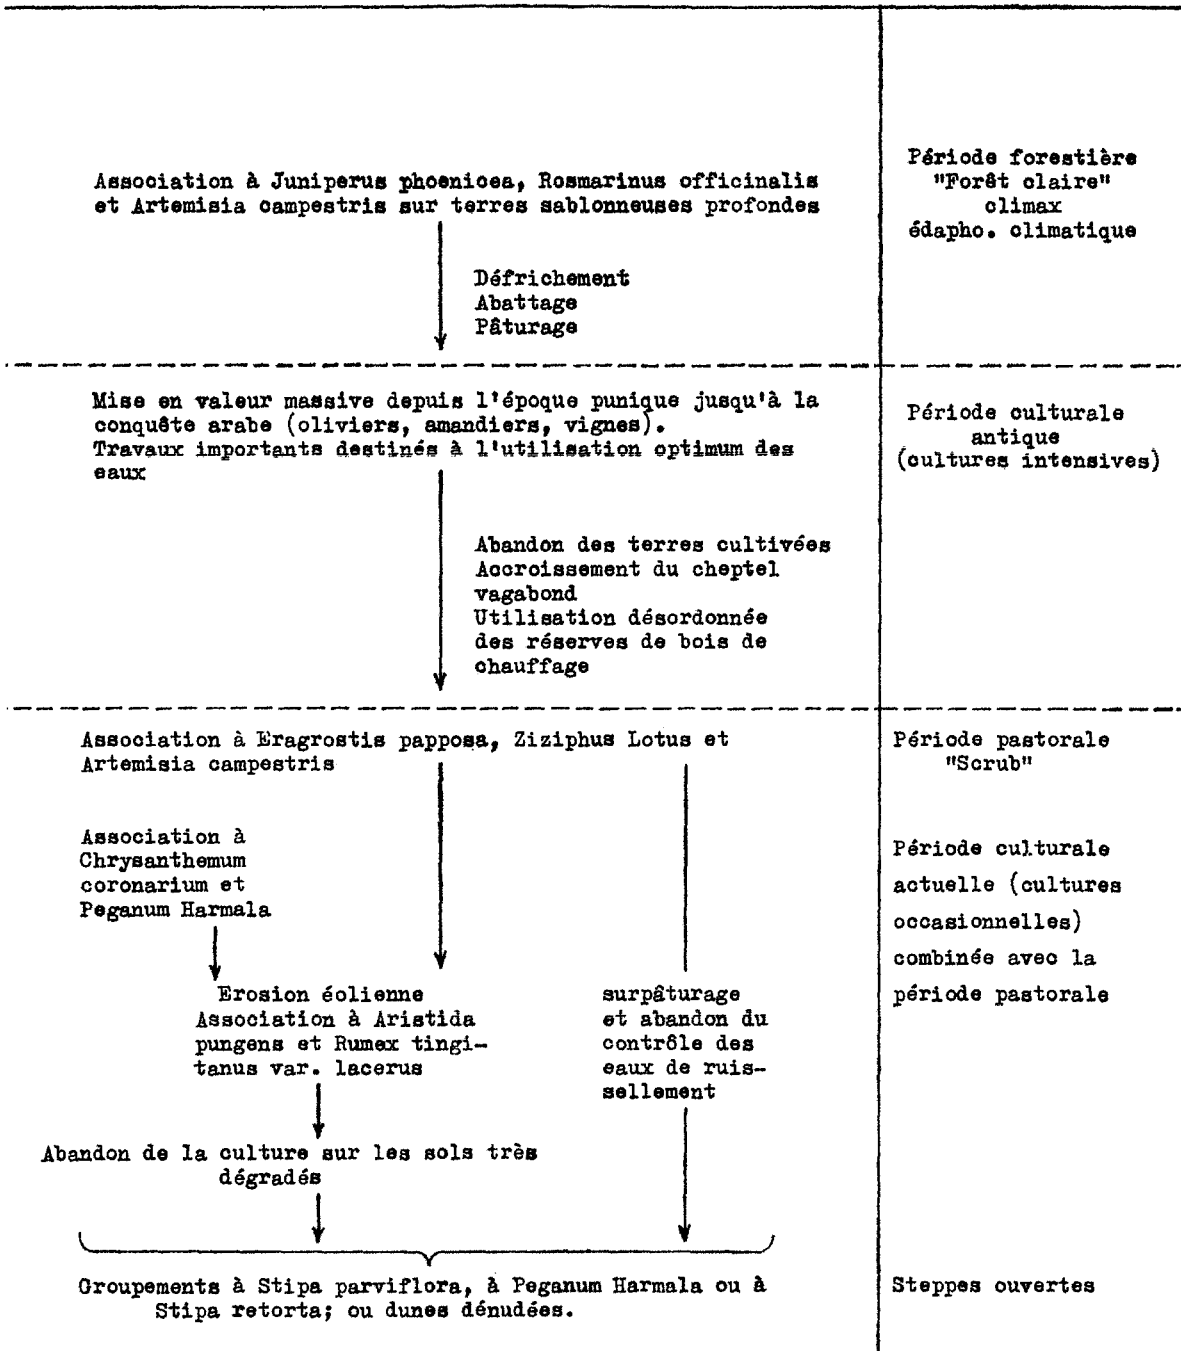 Association à Juniperus phoenicea, Rosmarinus officinalis
et Artemisia campestris sur terres sablonneuses profondes
Période forestière
"Forêt claire"
climax
édapho. climatique
Défrichement
Abattage
Pâturage
Mise en valeur massive depuis l'époque punique jusqu'à la
conquête arabe (oliviers, amandiers, vignes).
Travaux importants destinés à l'utilisation optimum des
eaux
Période culturale
antique
(cultures intensives)
Abandon des terres cultivées
Accroissement du cheptel
vagabond
Utilisation désordonnée
des réserves de bois de
chauffage
Association à Eragrostis papposa, Ziziphus Lotus et
Artemisia campestris
Période pastorale
"Scrub"
Association à
Chrysanthemum
coronarium et
Peganum Harmala
Période culturale
actuelle (cultures
occasionnelles)
combinée avec la
période pastorale
Erosion éolienne
Association à Aristida
pungens et Rumex tingi-
tanus var. lacerus
surpâturage
et abandon du
contrôle des
eaux de ruis-
sellement
Abandon de la culture sur les sols très
dégradés
Groupements à Stipa parviflora, à Peganum Harmala ou à
Stipa retorta; ou dunes dénudées.
Steppes ouvertes